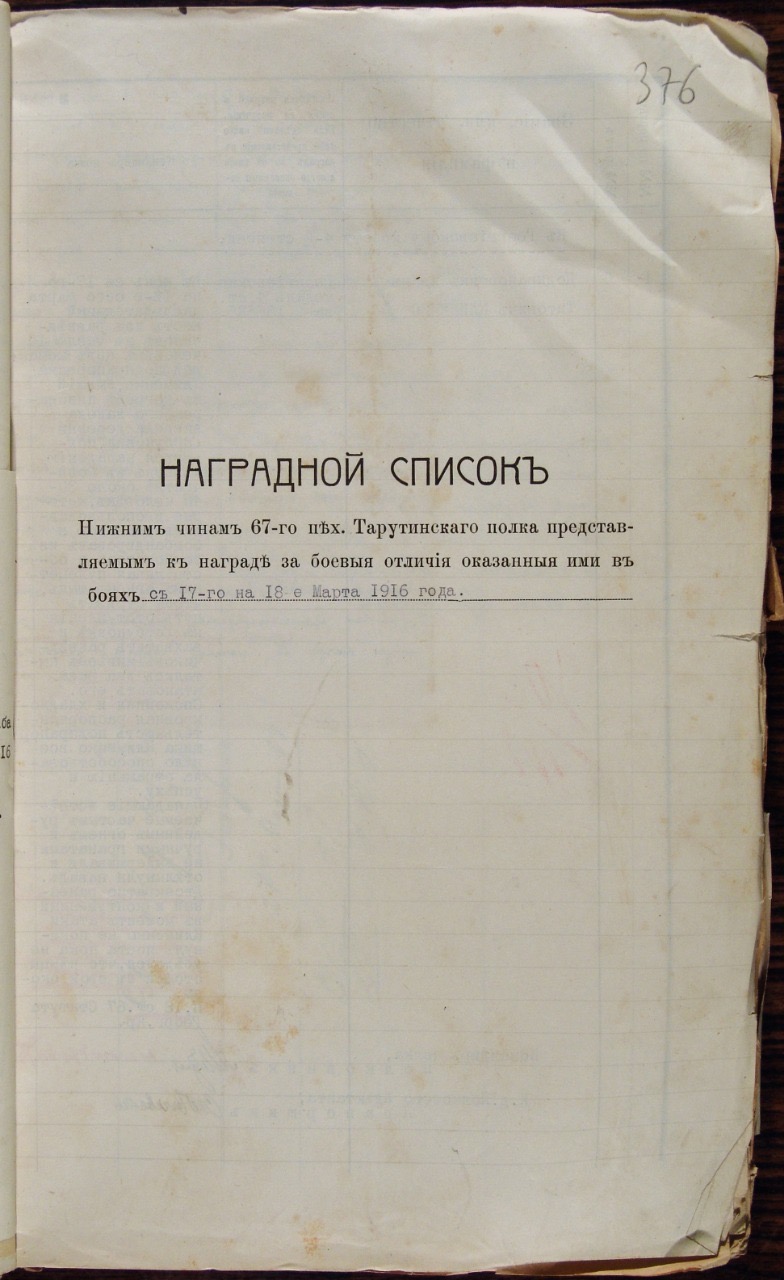 376
НАГРАДНОЙ СПИСОКЪ
Нижнимъ чинамъ 67-го пѣх. Тарутинскаго полка представ-
ляемымъ къ наградѣ за боевыя отличія оказанныя ими въ
бояхъ съ 17-го на 18-е Марта 1916 года.
16